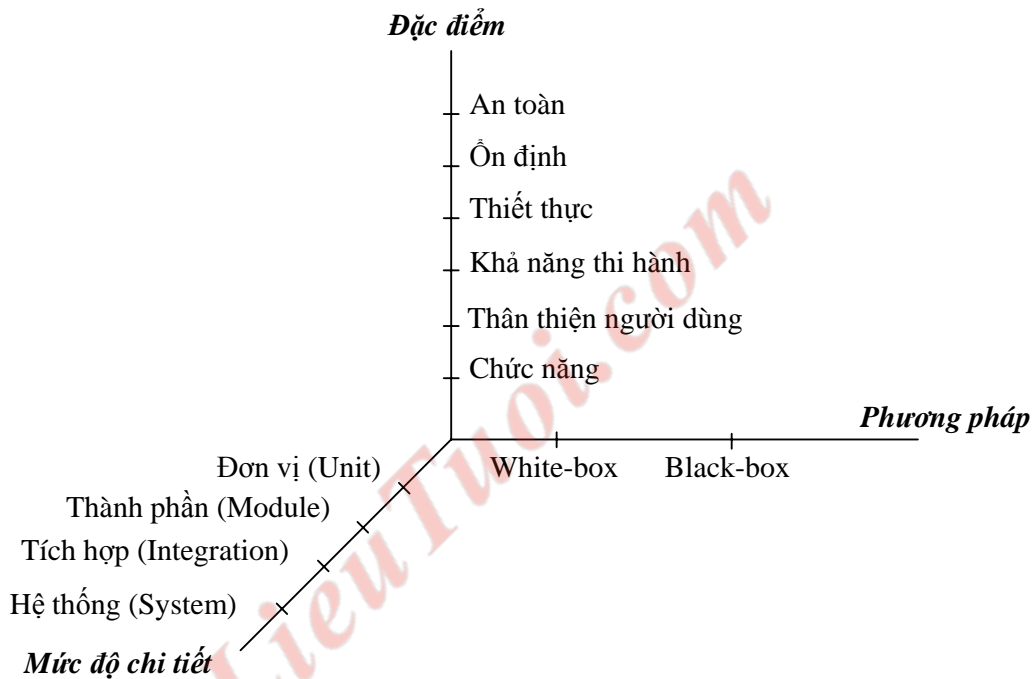 Đặc điểm
An toàn
Ổn định
Thiết thực
Khả năng thi hành
Thân thiện người dùng
Chức năng
Phương pháp
White-box
Black-box
Đơn vị (Unit)
Thành phần (Module)
Tích hợp (Integration)
Hệ thống (System)
Mức độ chi tiết
LieuTuoi.com